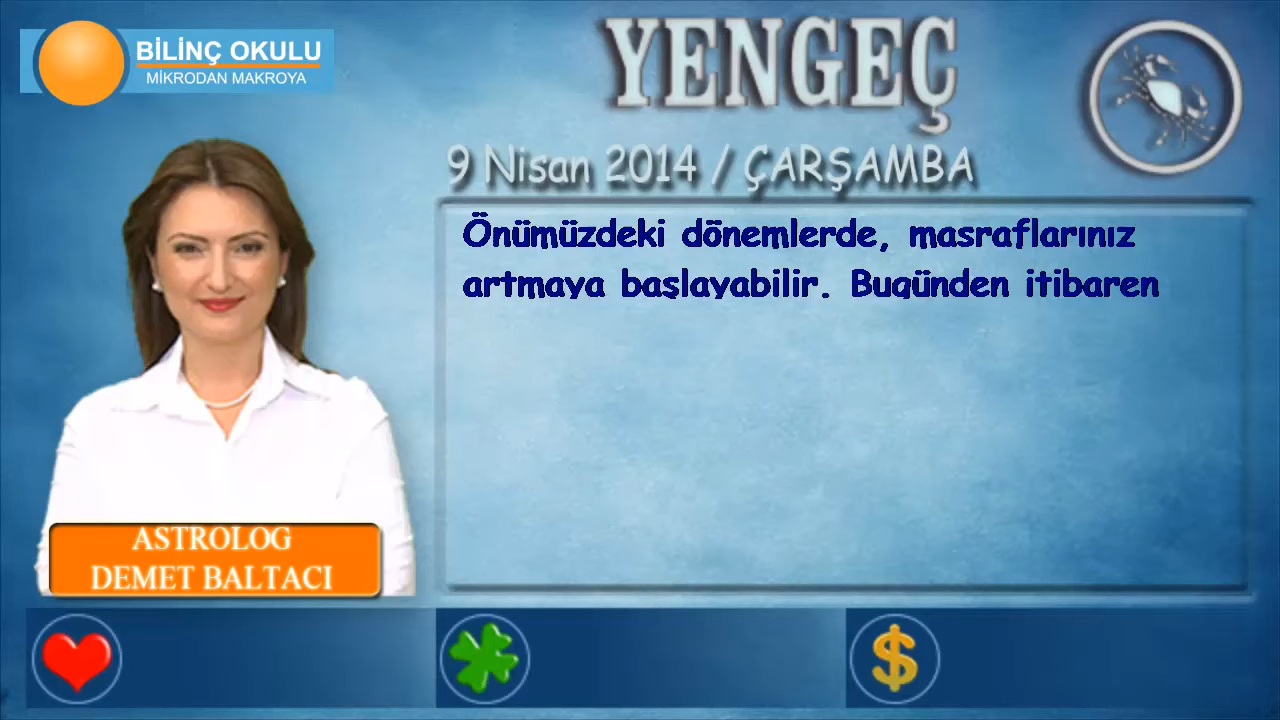 BİLİNÇ OKULU
MİKRODAN MAKROYA
YENGEÇ
9 Nisan 2014 / ÇARŞAMBA
Önümüzdeki dönemlerde, masraflarınız
artmaya başlayabilir. Bugünden itibaren
ASTROLOG
DEMET BALTACI